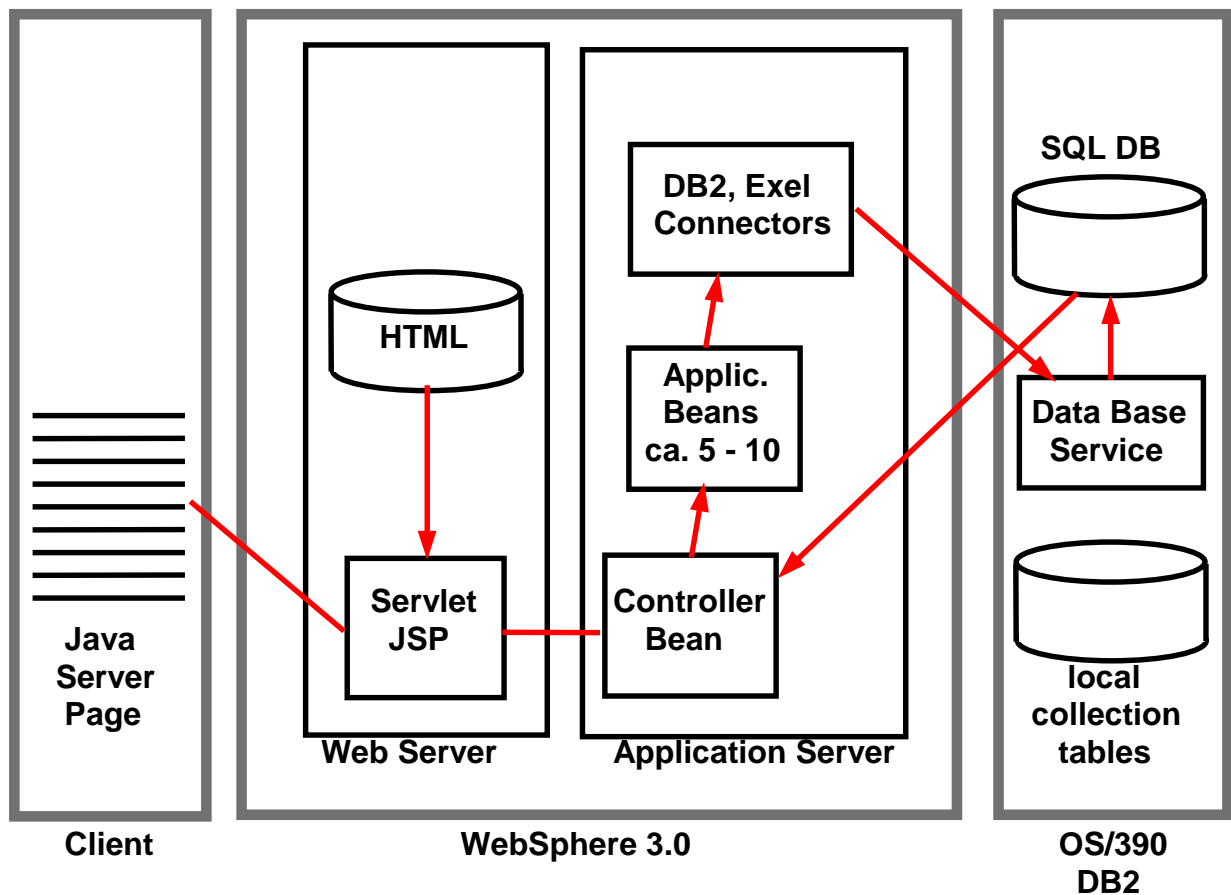 SQL DB
DB2, Exel
Connectors
HTML
Applic.
Beans
ca. 5 - 10
Data Base
Service
Servlet
JSP
Controller
Bean
Java
Server
Page
local
collection
tables
Web Server
Application Server
Client
WebSphere 3.0
OS/390
DB2